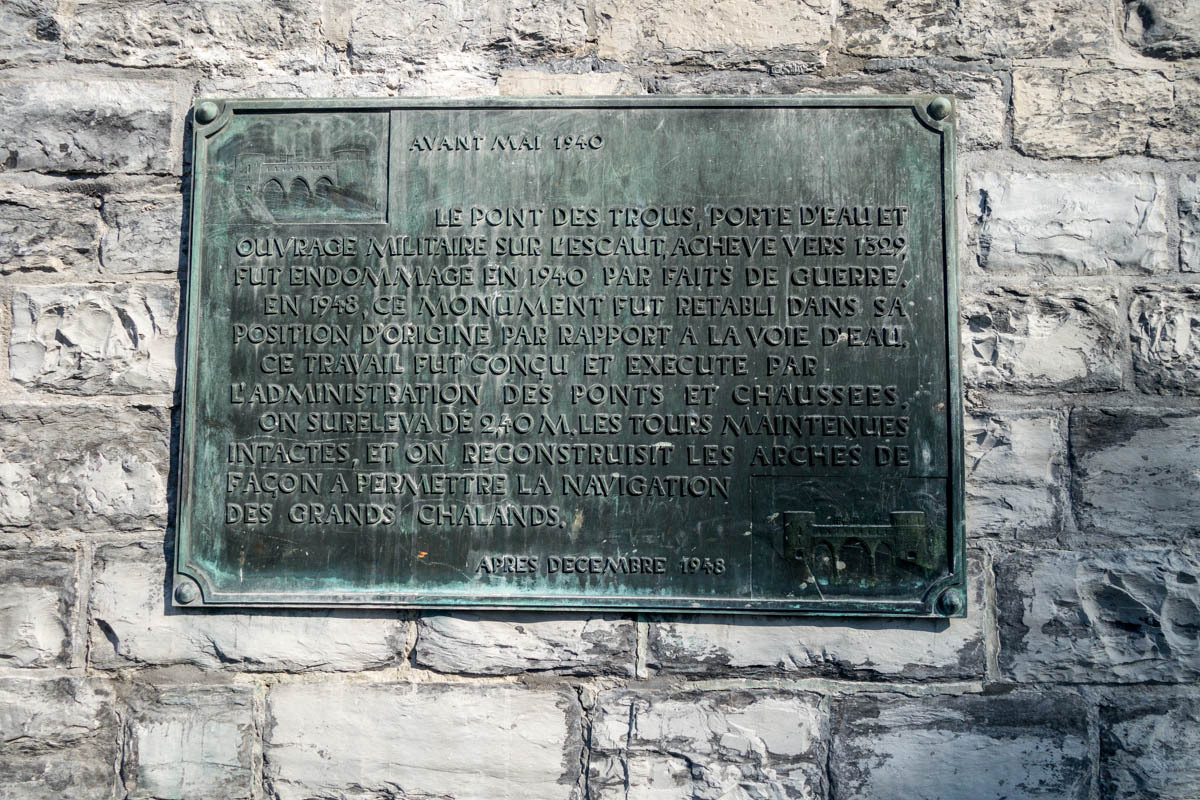 AVANT MAI 1940
LE PONT DES TROUS, PORTE D'EAU ET
OUVRAGE MILITAIRE SUR L'ESCAUT, ACHEVE VERS 1329,
FUT ENDOMMAGE EN 1940 PAR FAITS DE GUERRE.
EN 1948, CE MONUMENT FUT RETABLI DANS SA
POSITION D'ORIGINE PAR RAPPORT A LA VOIE D'EAU.
CE TRAVAIL FUT CONÇU ET EXECUTE PAR
L'ADMINISTRATION DES PONTS ET CHAUSSEES.
ON SURELEVA DE 2,40 M. LES TOURS MAINTENUES
INTACTES, ET ON RECONSTRUISIT LES ARCHES DE
FAÇON A PERMETTRE LA NAVIGATION
DES GRANDS CHALANDS.
APRES DECEMBRE 1948